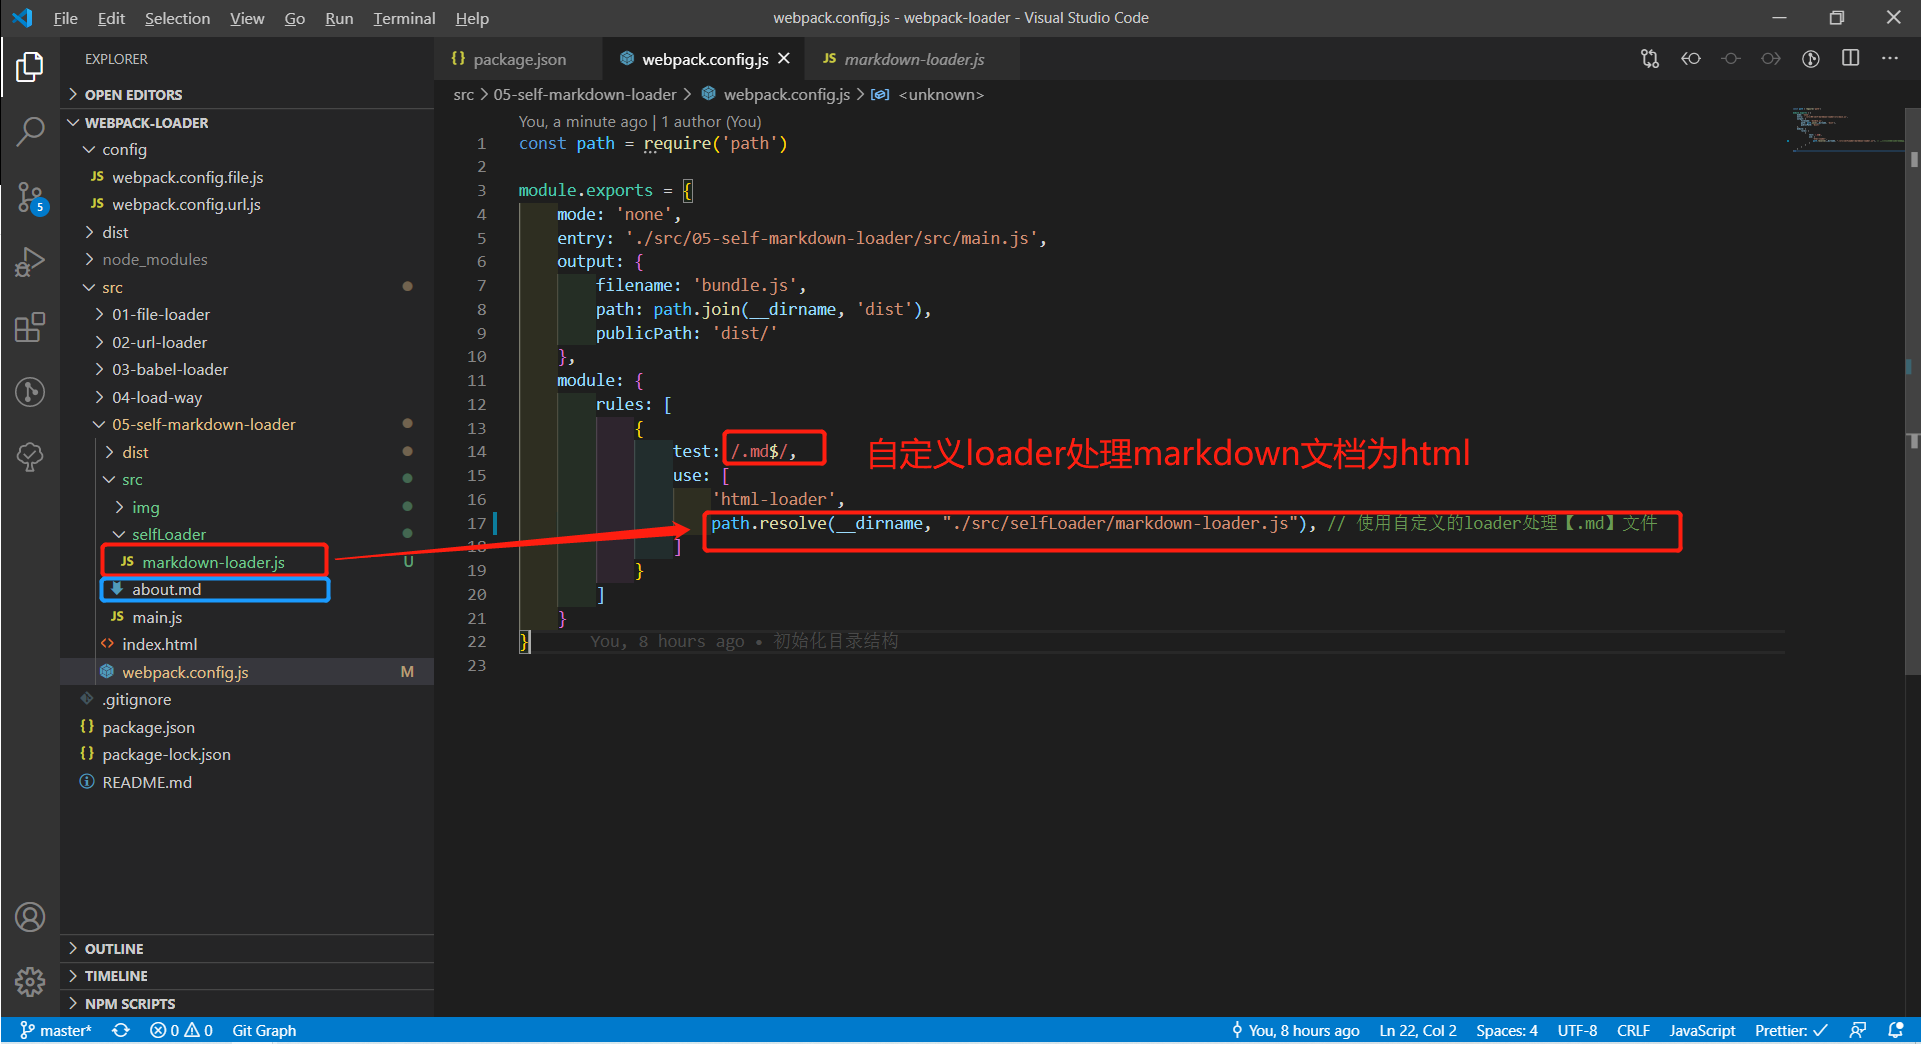 File Edit Selection View Go Run Terminal Help
webpack.config.js - webpack-loader - Visual Studio Code
EXPLORER
OPEN EDITORS
WEBPACK-LOADER
config
JS webpack.config.file.js
JS webpack.config.url.js
dist
node_modules
src
01-file-loader
02-url-loader
03-babel-loader
04-load-way
05-self-markdown-loader
dist
src
img
selfLoader
JS markdown-loader.js U
about.md
JS main.js
<> index.html
webpack.config.js M
.gitignore
{} package.json
{} package-lock.json
README.md
OUTLINE
TIMELINE
NPM SCRIPTS
5
{} package.json
webpack.config.js
JS markdown-loader.js
src > 05-self-markdown-loader > webpack.config.js > <unknown>
You, a minute ago | 1 author (You)
1 const path = require('path')
2
3 module.exports = {
4 mode: 'none',
5 entry: './src/05-self-markdown-loader/src/main.js',
6 output: {
7 filename: 'bundle.js',
8 path: path.join(__dirname, 'dist'),
9 publicPath: 'dist/'
10 },
11 module: {
12 rules: [
13 {
14 test: /.md$/,
自定义loader处理markdown文档为html
15 use: [
16 'html-loader',
17 path.resolve(__dirname, "./src/selfLoader/markdown-loader.js"), // 使用自定义的loader处理【.md】文件
18 ]
19 }
20 ]
21 }
22 } You, 8 hours ago • 初始化目录结构
23
master* 0 0 Git Graph
You, 8 hours ago Ln 22, Col 2 Spaces: 4 UTF-8 CRLF JavaScript Prettier: ✓